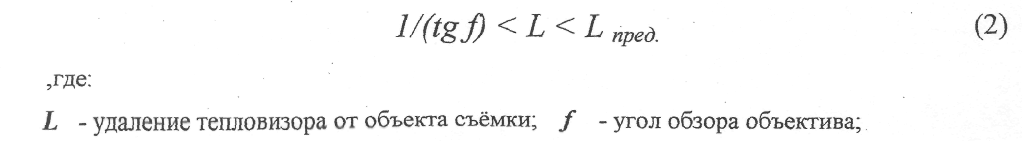 1/(tg f) < L < L пред. (2)
,где:
L - удаление тепловизора от объекта съёмки; f - угол обзора объектива;